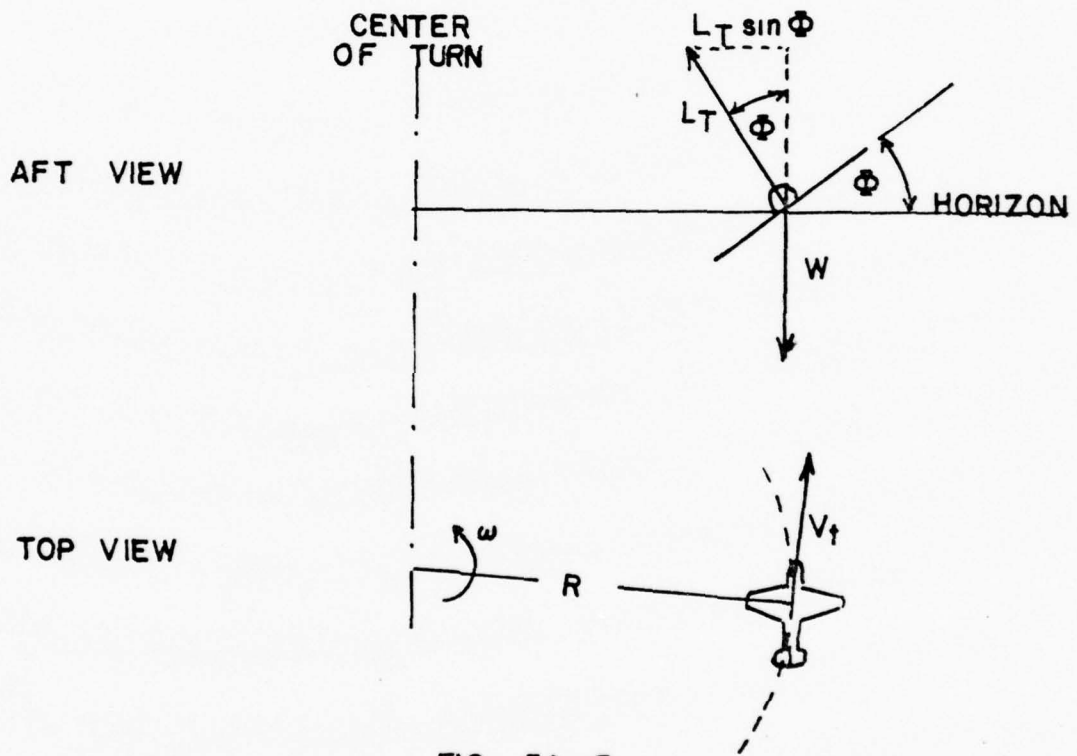 CENTER
OF TURN
L_T sin Φ
L_T
Φ
Φ
AFT VIEW
HORIZON
W
TOP VIEW
ω
R
V_t